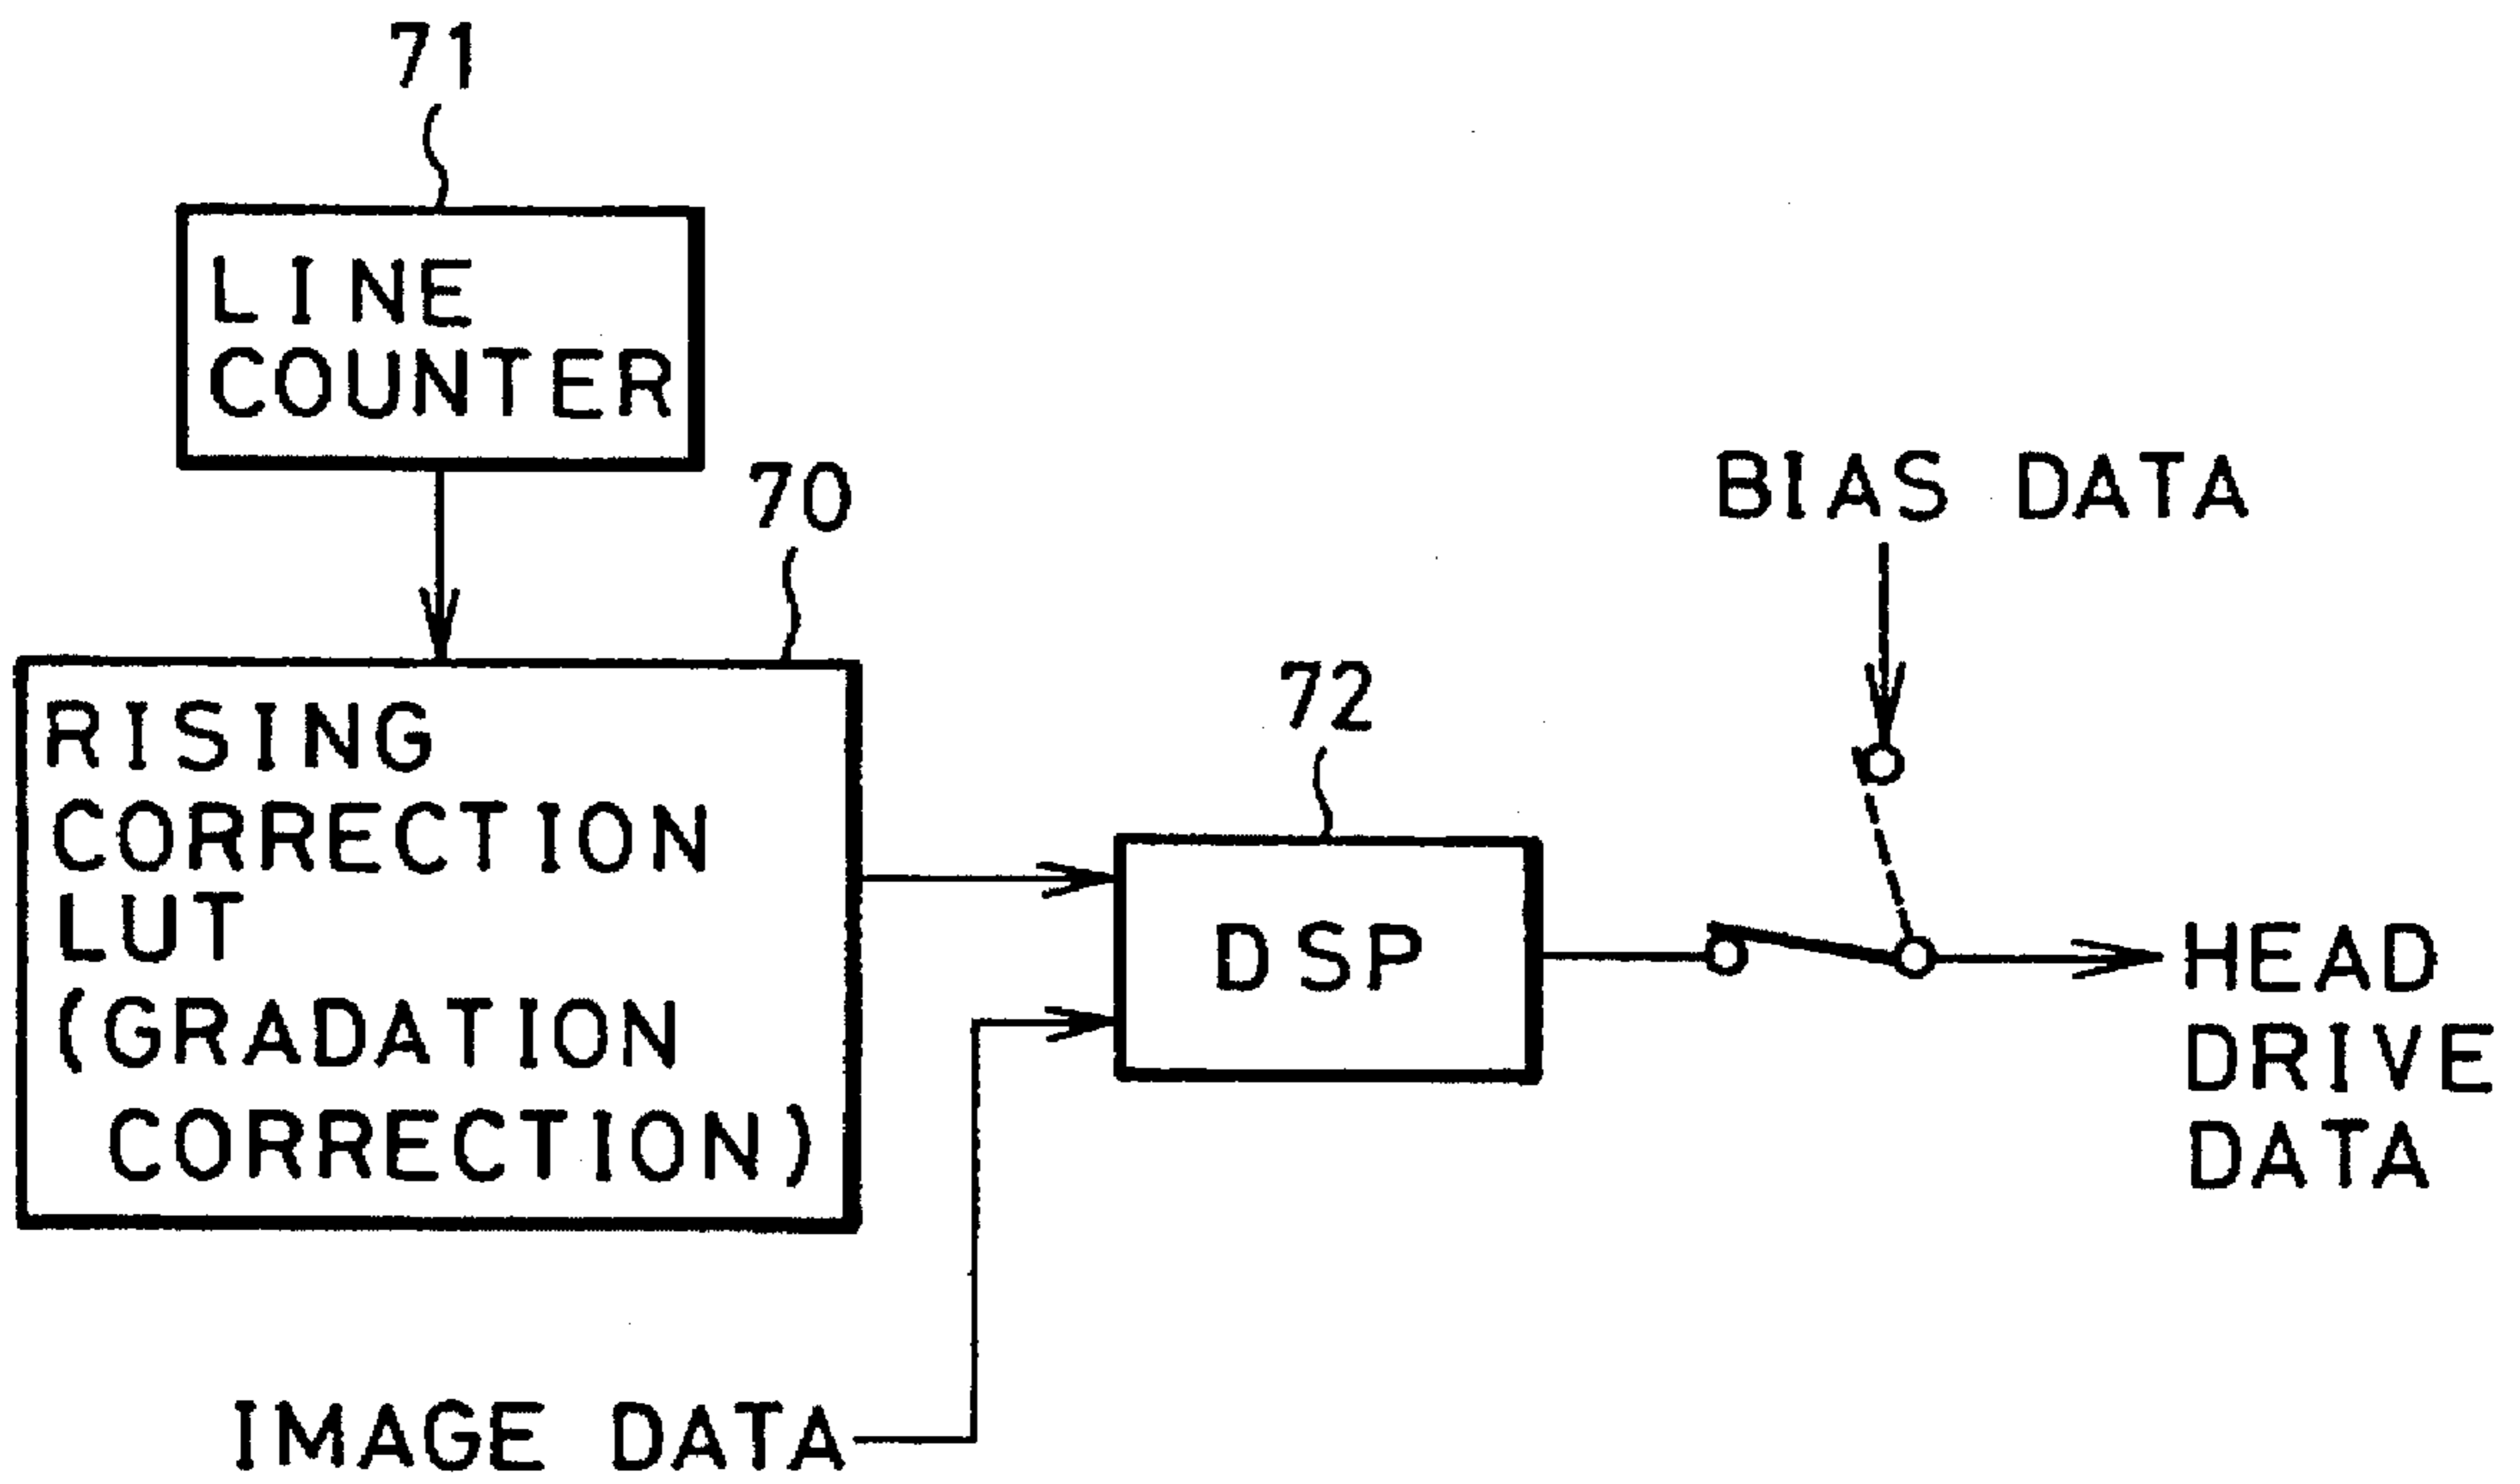 71
LINE
COUNTER
70
RISING
CORRECTION
LUT
(GRADATION
CORRECTION)
IMAGE DATA
72
DSP
BIAS DATA
HEAD
DRIVE
DATA